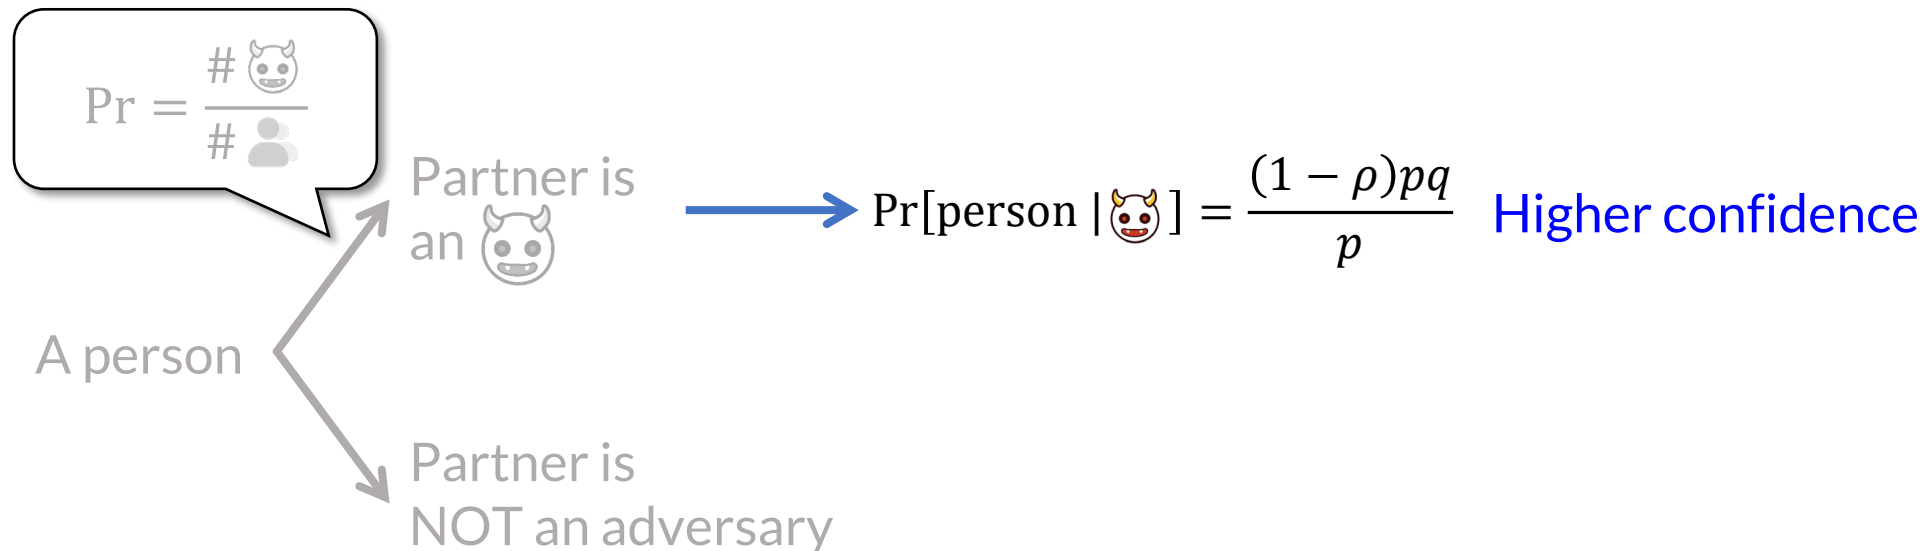 Pr = # 😈 / # 👥
Partner is
an 😈
Pr[person | 😈] = (1 − ρ)pq / p
Higher confidence
A person
Partner is
NOT an adversary